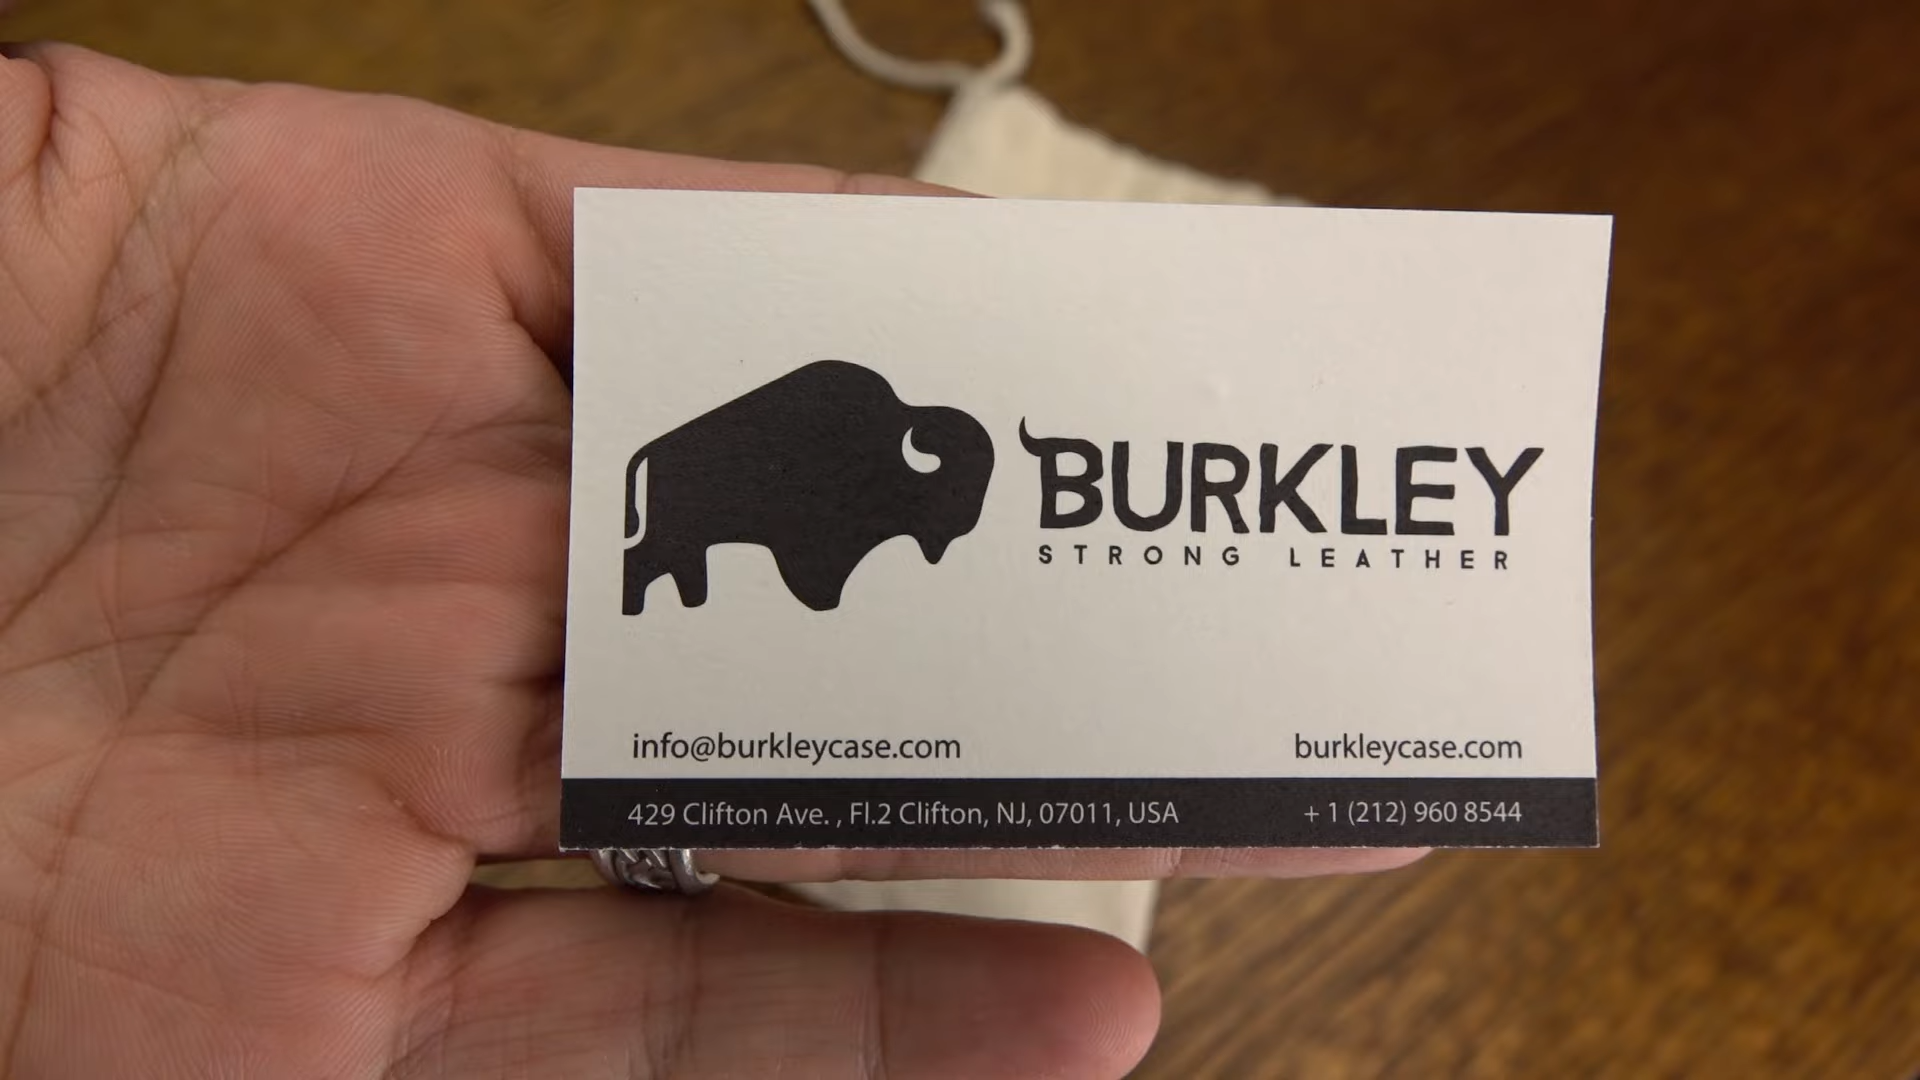 BURKLEY
STRONG LEATHER
info@burkleycase.com
burkleycase.com
429 Clifton Ave. , Fl.2 Clifton, NJ, 07011, USA
+ 1 (212) 960 8544